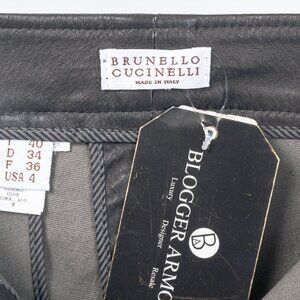 BRUNELLO
CUCINELLI
MADE IN ITALY
I 40
D 34
F 36
USA 4
BLOGGER ARMO
Luxury
Designer
Resale
B